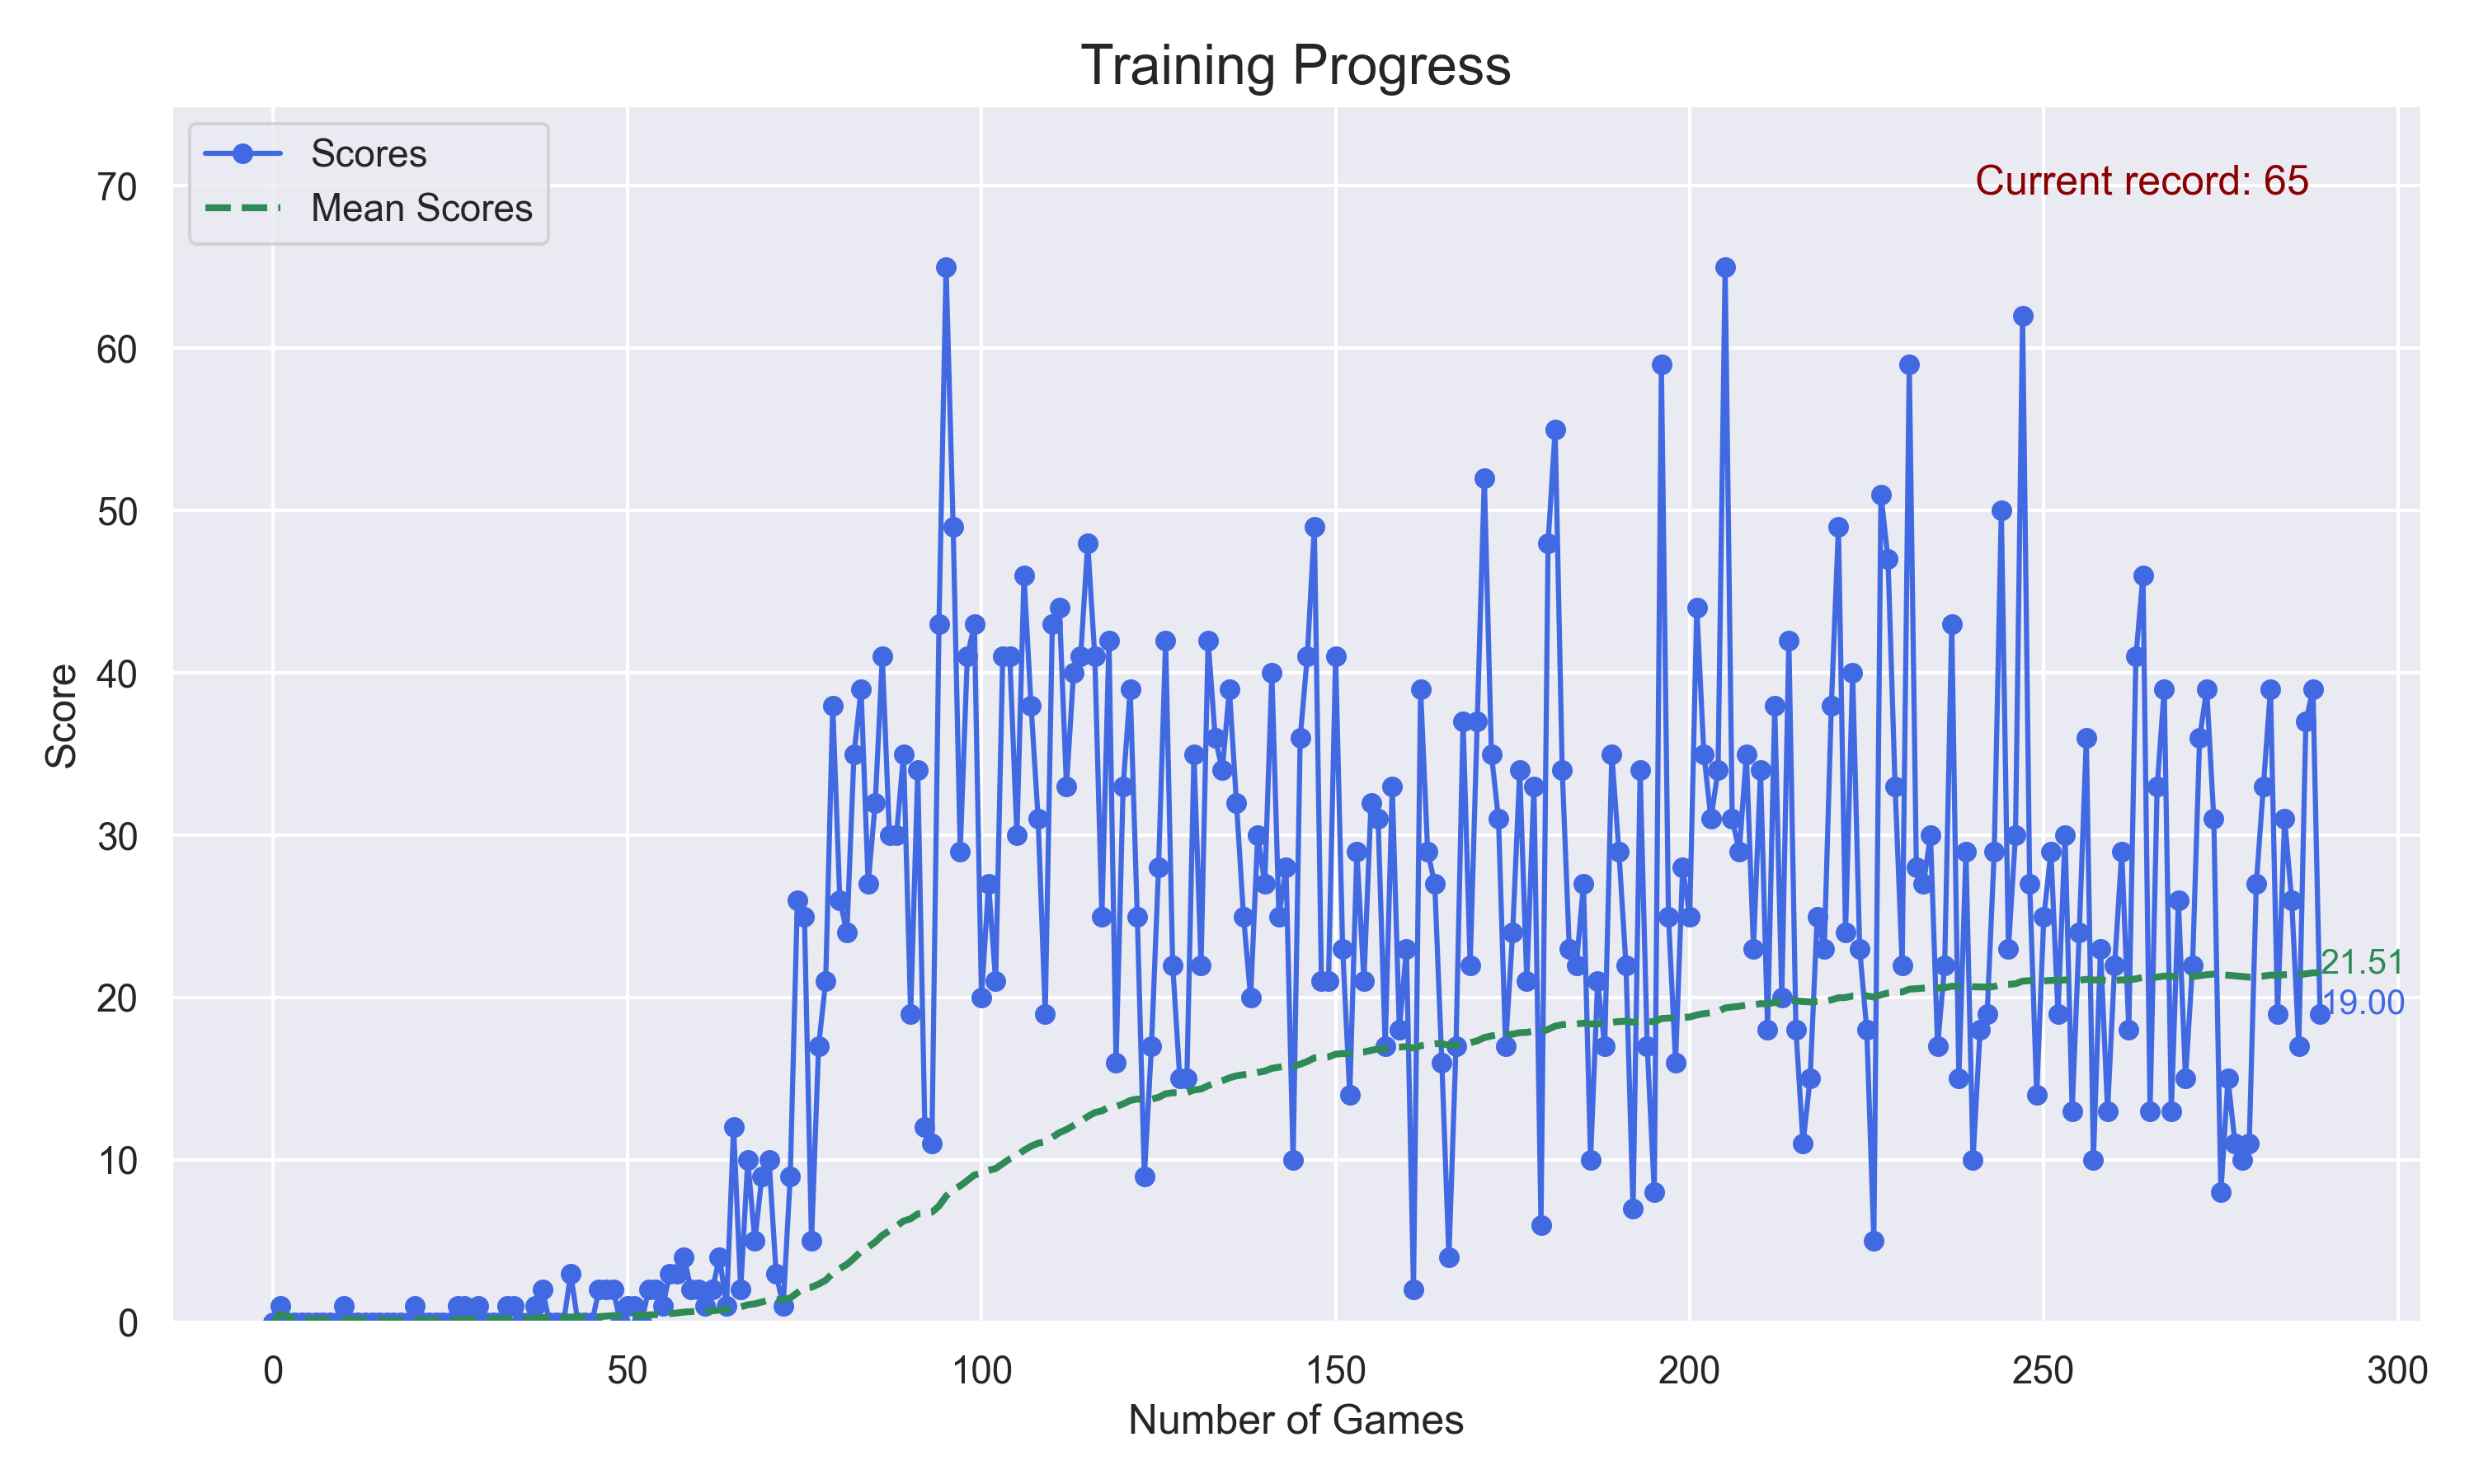 Training Progress
Scores
Mean Scores
Current record: 65
70
60
50
40
30
20
10
0
Score
21.51
19.00
0 50 100 150 200 250 300
Number of Games